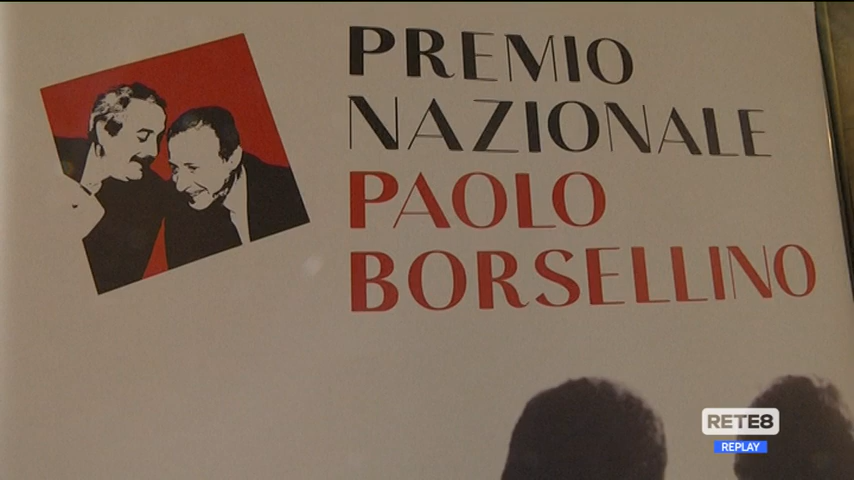 PREMIO
NAZIONALE
PAOLO
BORSELLINO
RETE8
REPLAY